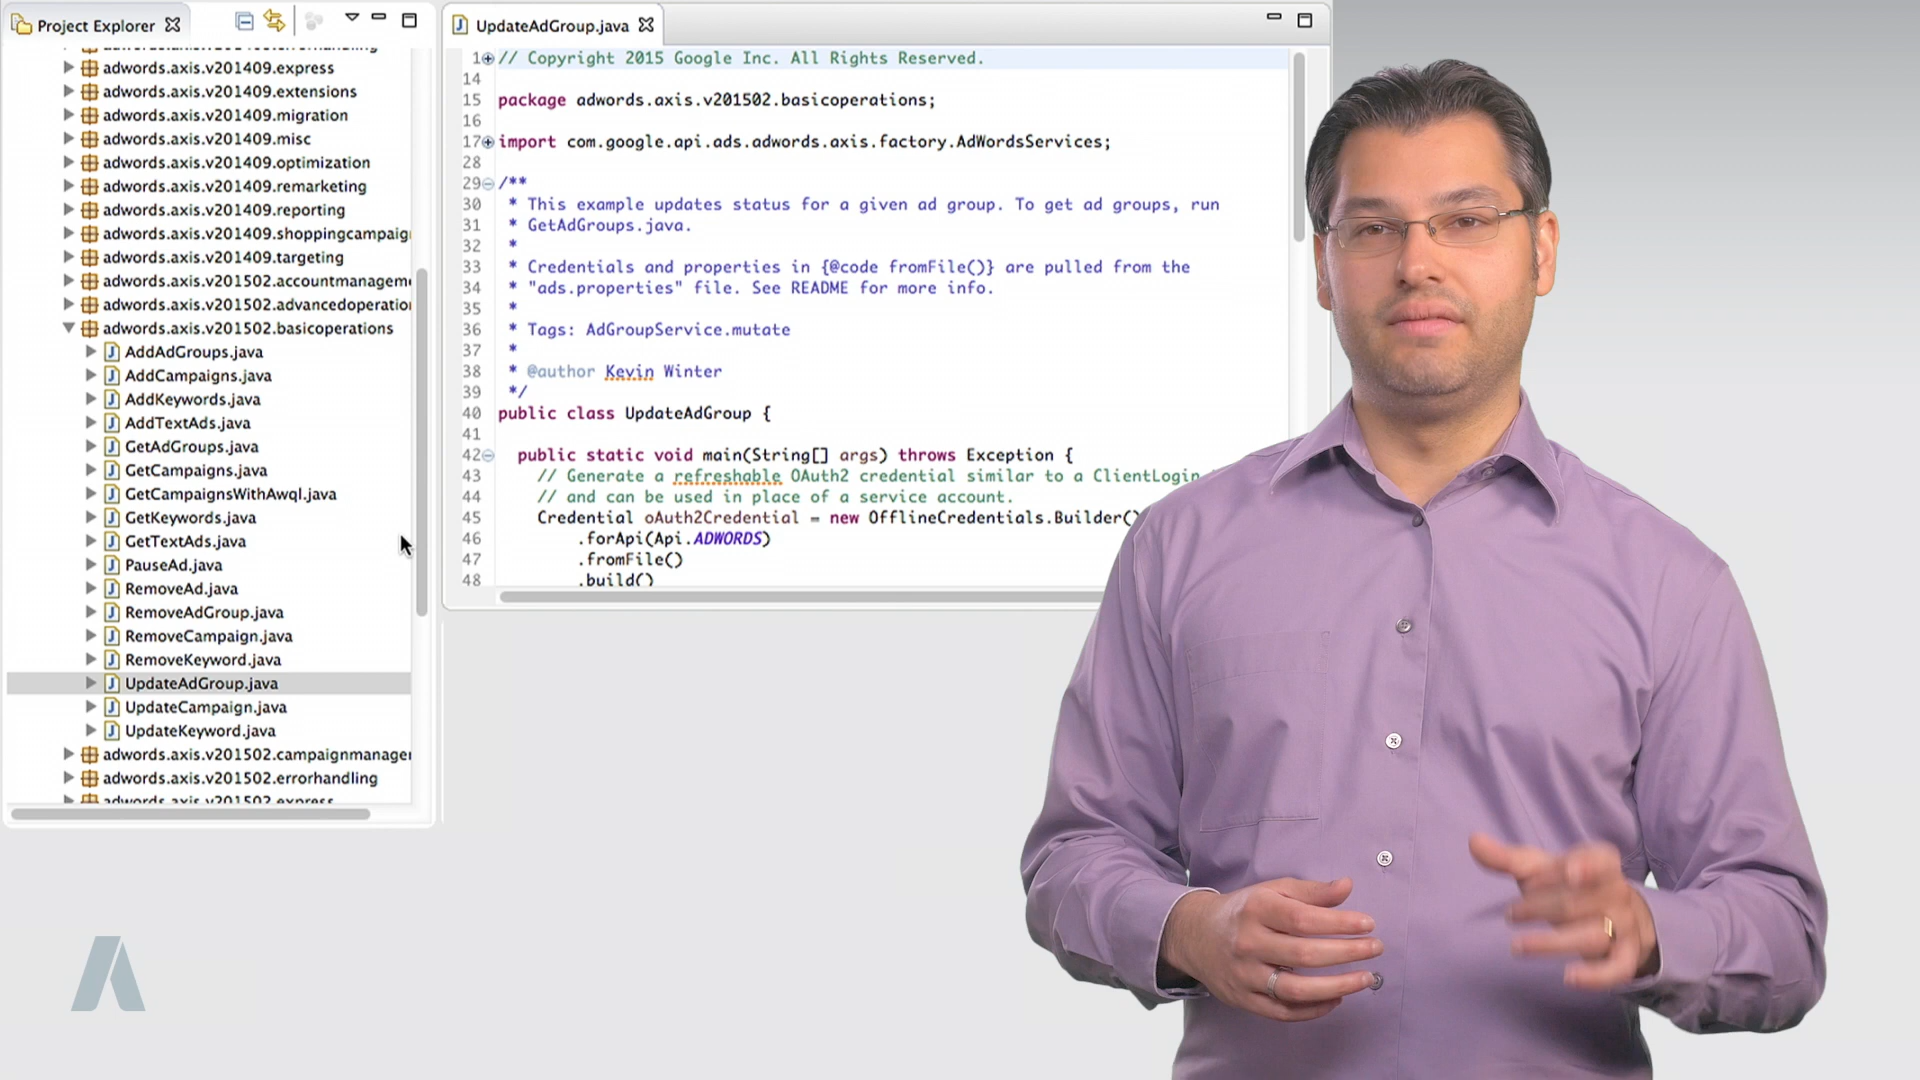 Project Explorer
adwords.axis.v201409.express
adwords.axis.v201409.extensions
adwords.axis.v201409.migration
adwords.axis.v201409.misc
adwords.axis.v201409.optimization
adwords.axis.v201409.remarketing
adwords.axis.v201409.reporting
adwords.axis.v201409.shoppingcampaig
adwords.axis.v201409.targeting
adwords.axis.v201502.accountmanagem
adwords.axis.v201502.advancedoperatio
adwords.axis.v201502.basicoperations
AddAdGroups.java
AddCampaigns.java
AddKeywords.java
AddTextAds.java
GetAdGroups.java
GetCampaigns.java
GetCampaignsWithAwql.java
GetKeywords.java
GetTextAds.java
PauseAd.java
RemoveAd.java
RemoveAdGroup.java
RemoveCampaign.java
RemoveKeyword.java
UpdateAdGroup.java
UpdateCampaign.java
UpdateKeyword.java
adwords.axis.v201502.campaignmanager
adwords.axis.v201502.errorhandling
adwords.axis.v201502.express
UpdateAdGroup.java
1 // Copyright 2015 Google Inc. All Rights Reserved.
14
15 package adwords.axis.v201502.basicoperations;
16
17 import com.google.api.ads.adwords.axis.factory.AdWordsServices;
28
29 /**
30 * This example updates status for a given ad group. To get ad groups, run
31 * GetAdGroups.java.
32 *
33 * Credentials and properties in {@code fromFile()} are pulled from the
34 * "ads.properties" file. See README for more info.
35 *
36 * Tags: AdGroupService.mutate
37 *
38 * @author Kevin Winter
39 */
40 public class UpdateAdGroup {
41
42 public static void main(String[] args) throws Exception {
43 // Generate a refreshable OAuth2 credential similar to a ClientLogin
44 // and can be used in place of a service account.
45 Credential oAuth2Credential = new OfflineCredentials.Builder()
46 .forApi(Api.ADWORDS)
47 .fromFile()
48 .build()